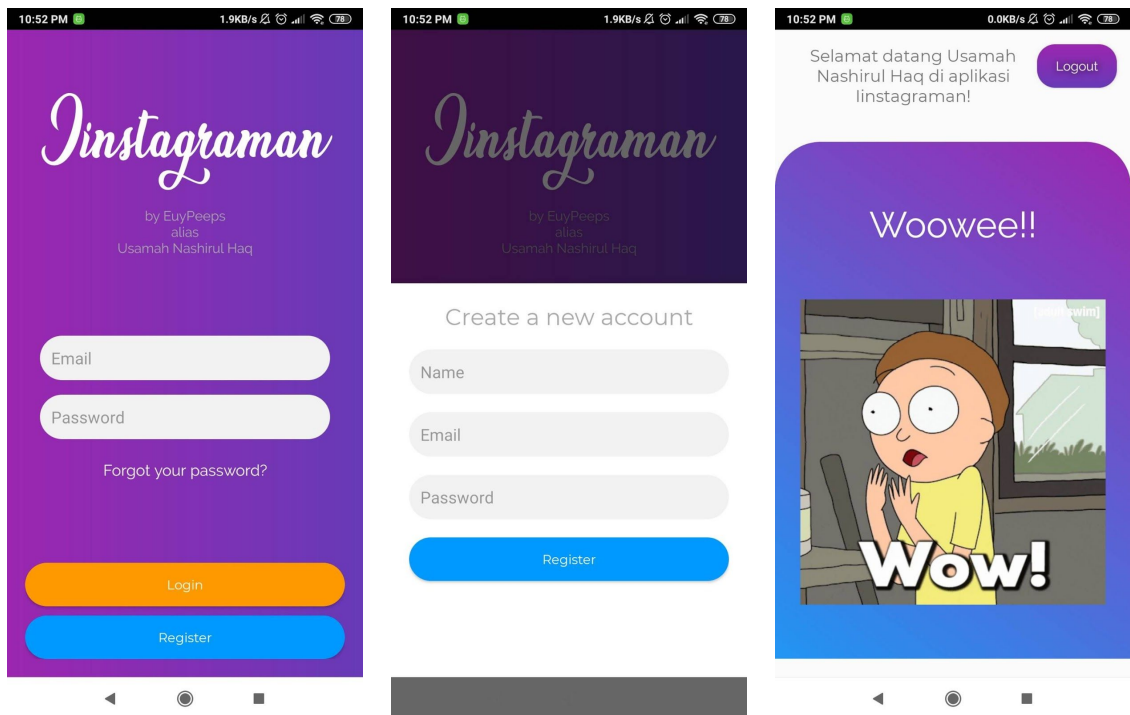 10:52 PM 1.9KB/s 78
Iinstagraman
by EuyPeeps
alias
Usamah Nashirul Haq
Email
Password
Forgot your password?
Login
Register
10:52 PM 1.9KB/s 78
Iinstagraman
by EuyPeeps
alias
Usamah Nashirul Haq
Create a new account
Name
Email
Password
Register
10:52 PM 0.0KB/s 78
Selamat datang Usamah
Nashirul Haq di aplikasi
Iinstagraman!
Logout
Woowee!!
[adult swim]
Wow!